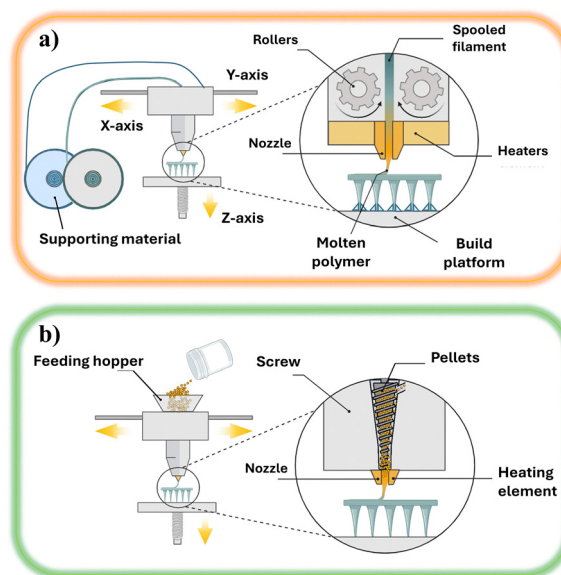 a)
Rollers
Spooled
filament
Y-axis
X-axis
Nozzle
Heaters
Z-axis
Supporting material
Molten
polymer
Build
platform
b)
Feeding hopper
Screw
Pellets
Nozzle
Heating
element